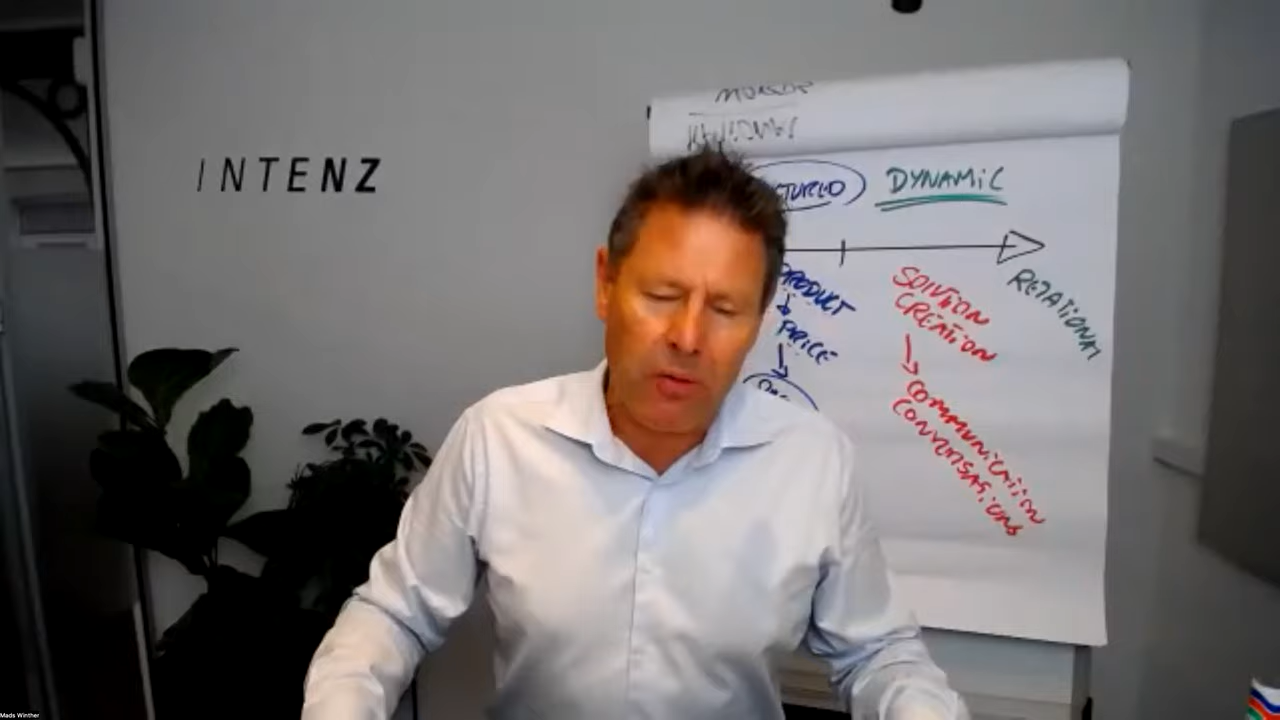 INTENZ
DYNAMIC
PRODUCT
PRICE
SOLUTION
CREATION
RELATIONAL
COMMUNICATION
CONVERSATIONS
Mads Winther